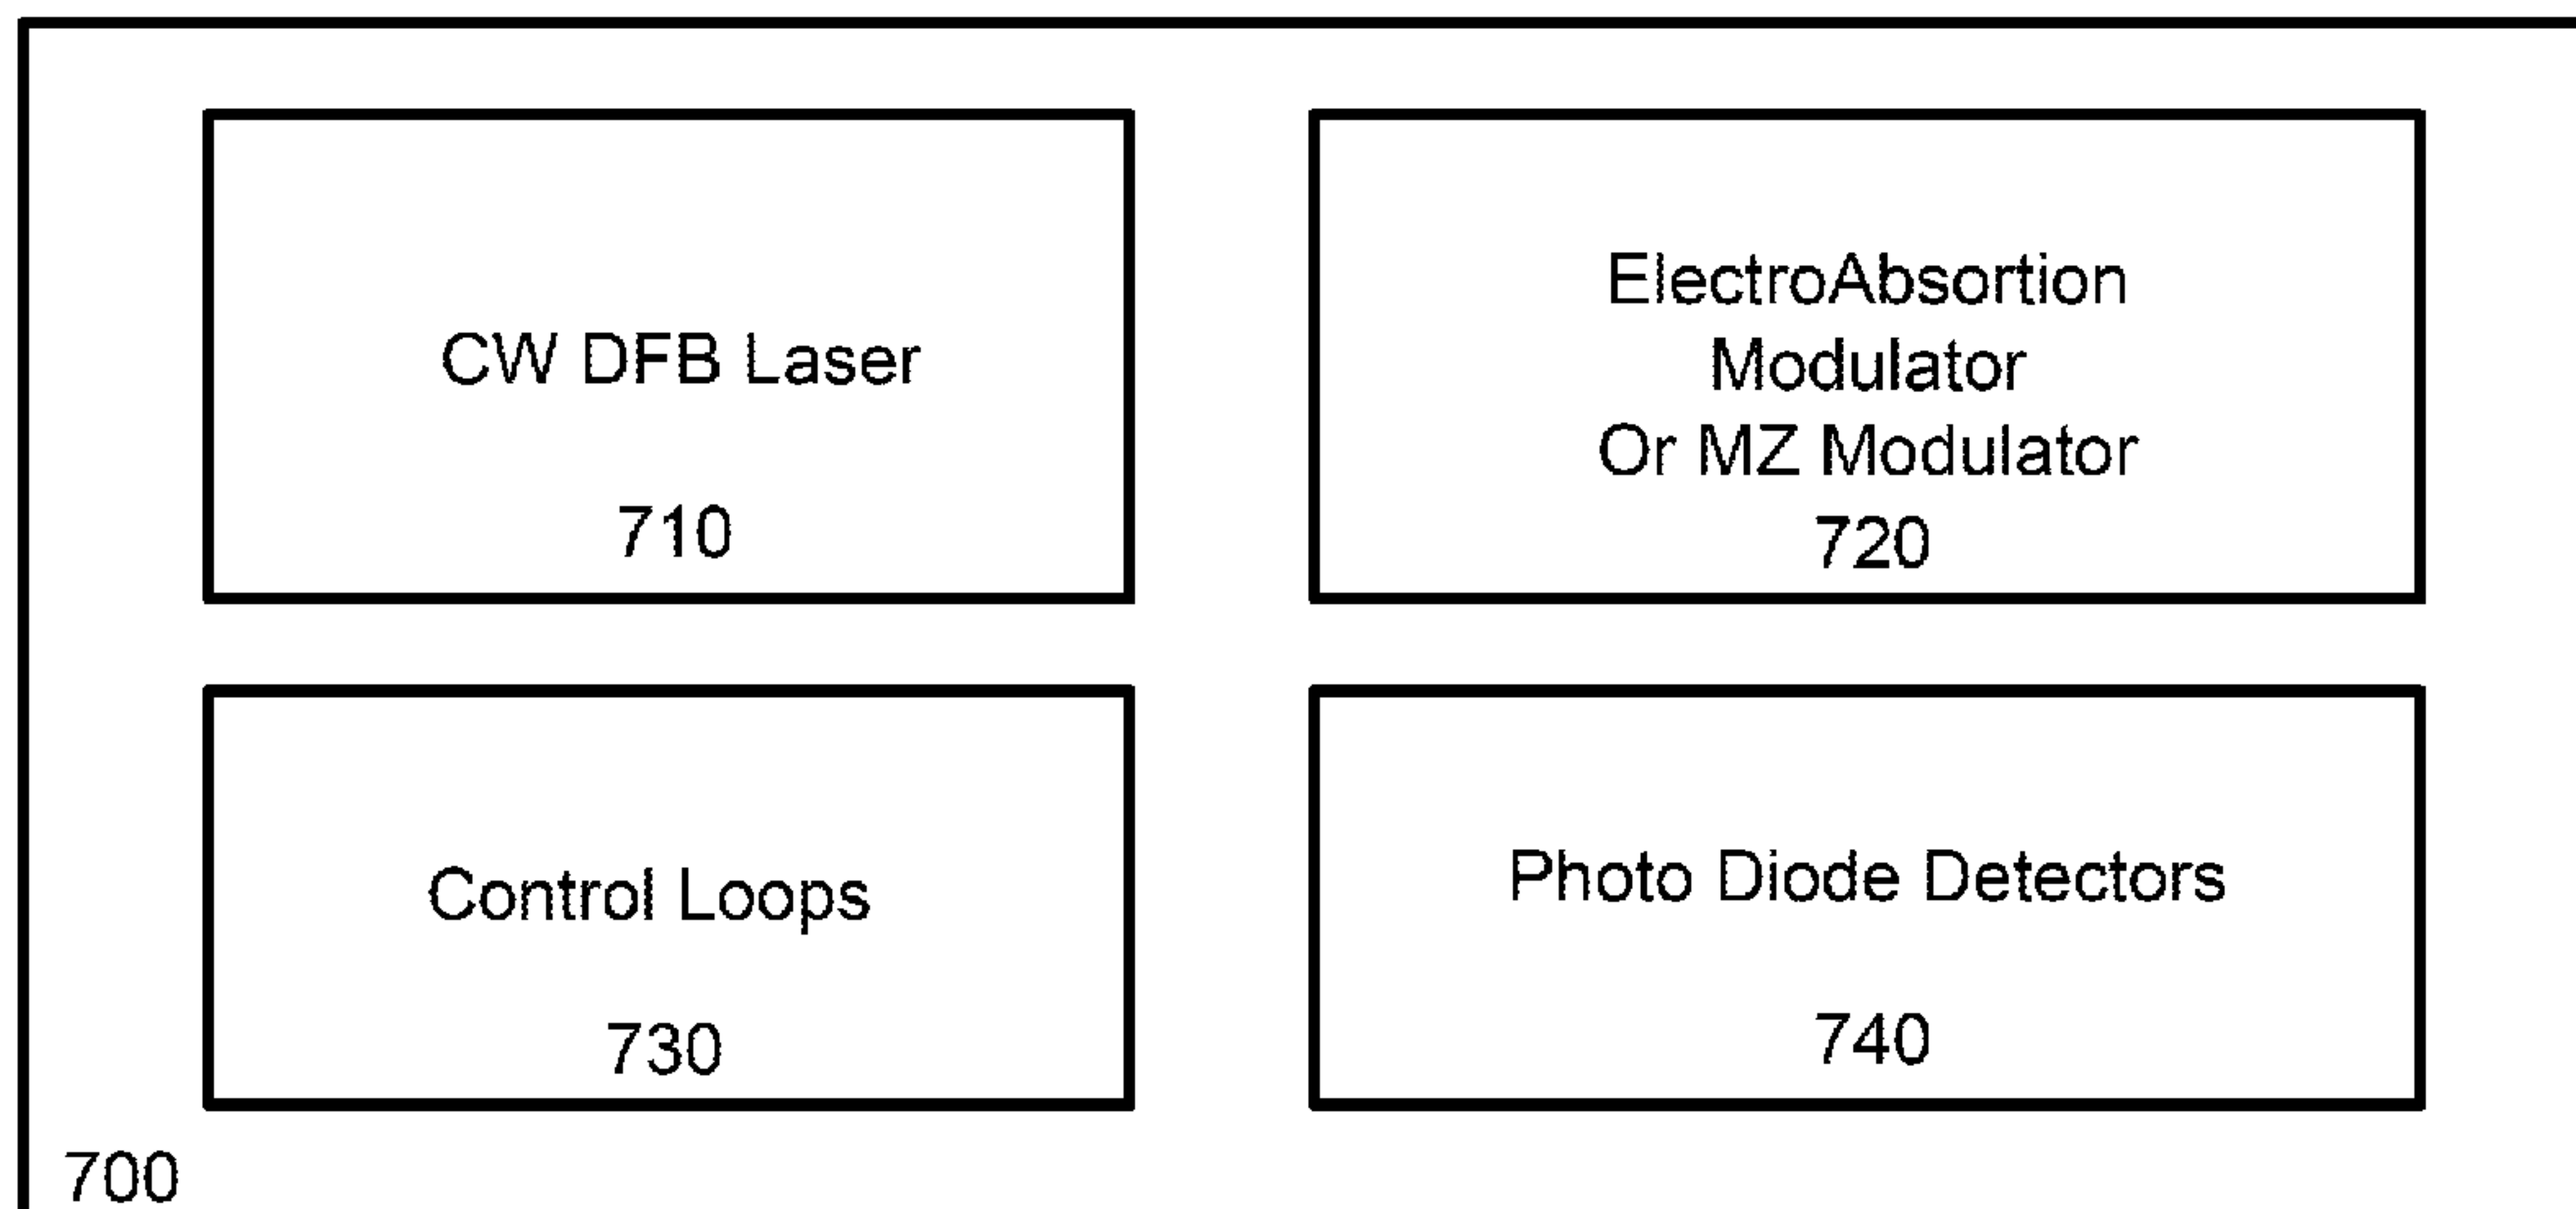 CW DFB Laser
710
ElectroAbsortion
Modulator
Or MZ Modulator
720
Control Loops
730
Photo Diode Detectors
740
700